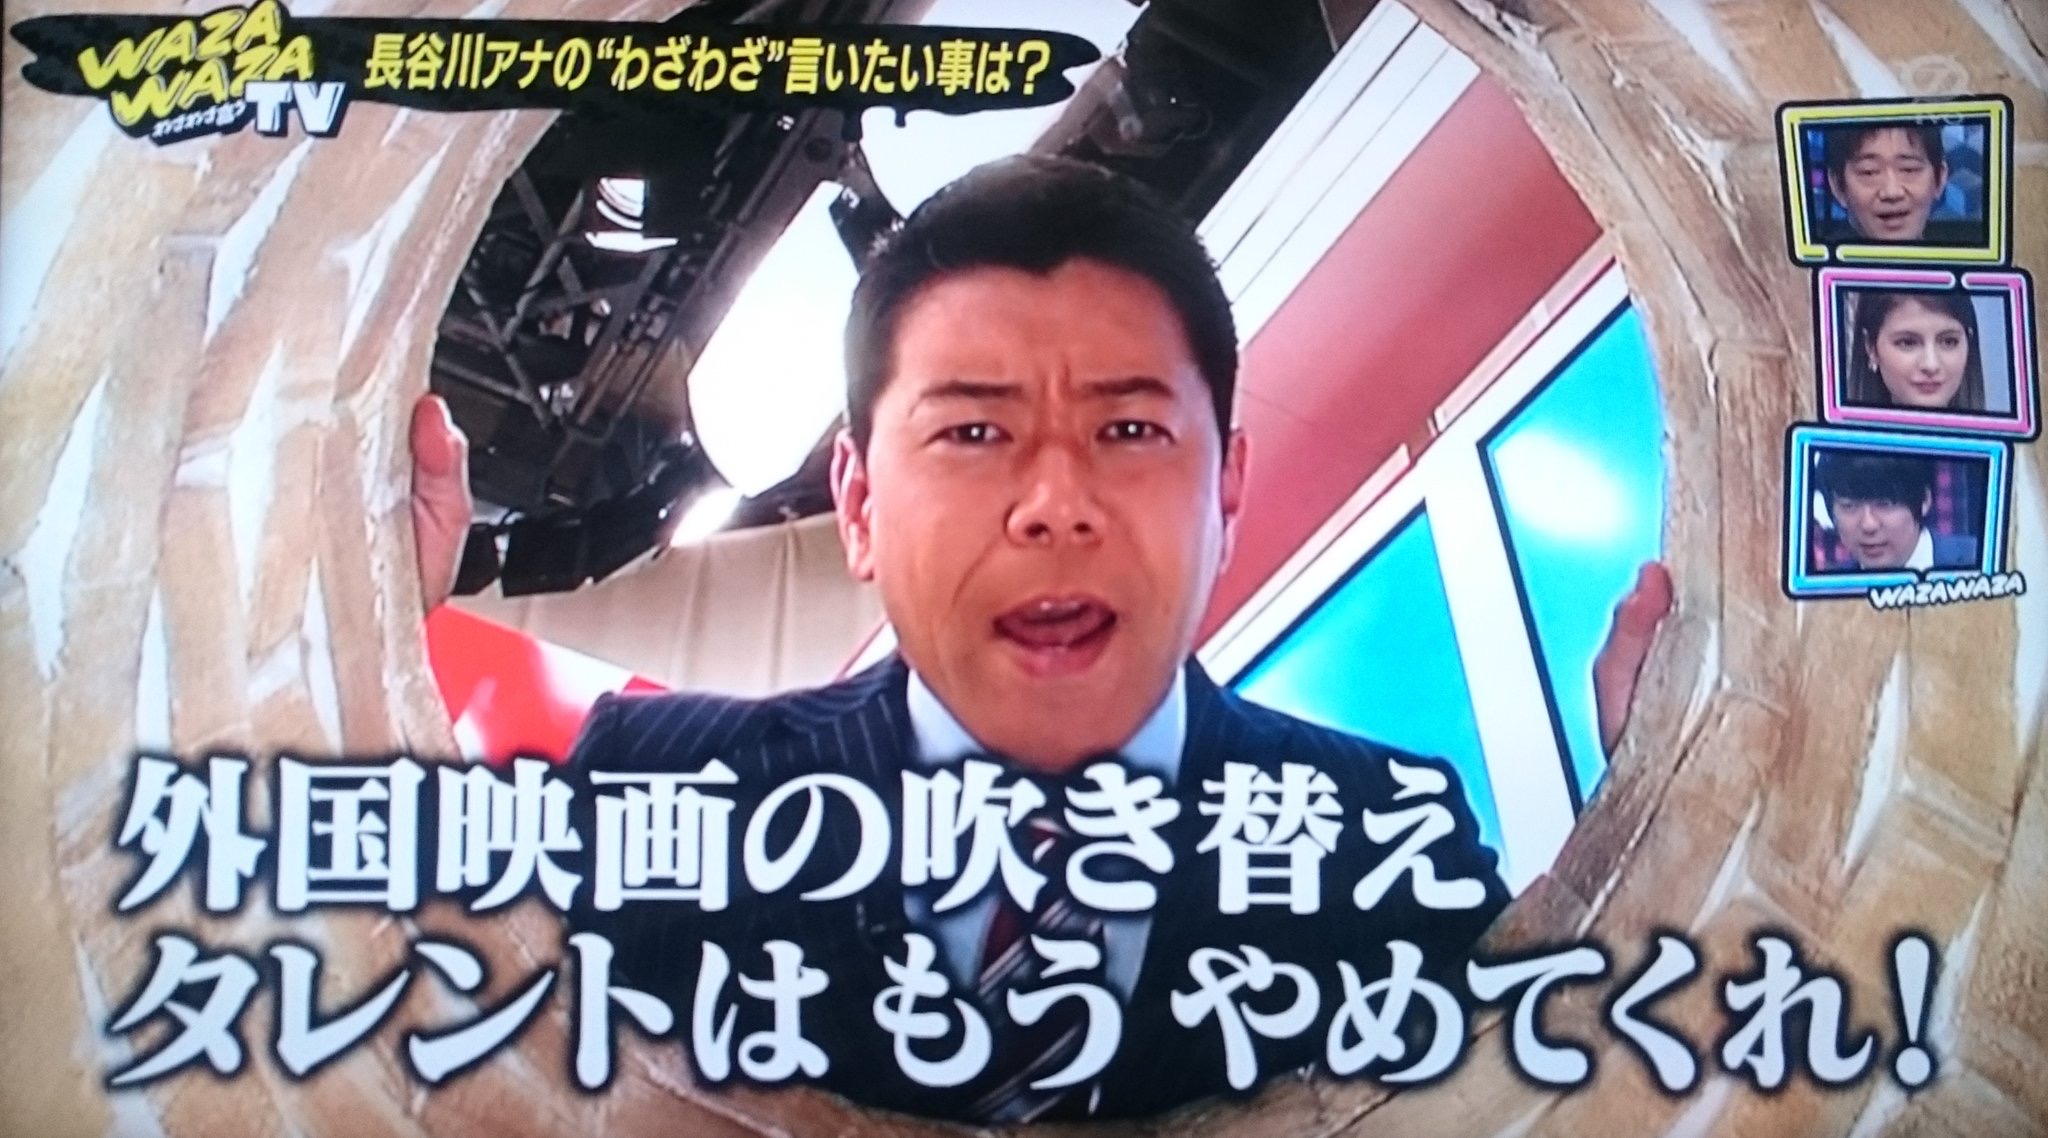 WAZA
WAZA
わざわざ言う
TV
長谷川アナの“わざわざ”言いたい事は?
WAZAWAZA
外国映画の吹き替え
タレントは もう やめてくれ!